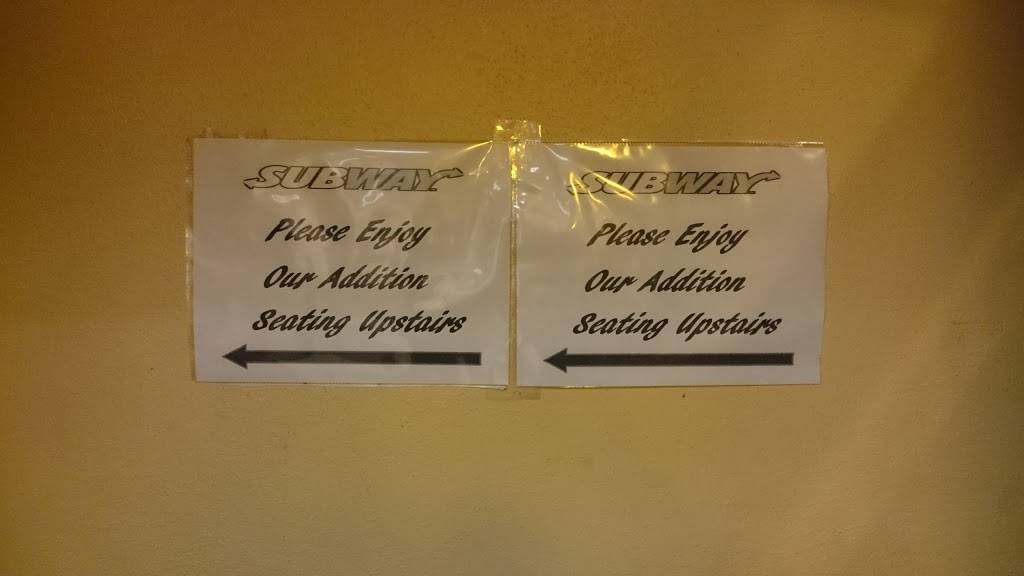 SUBWAY
Please Enjoy
Our Addition
Seating Upstairs
SUBWAY
Please Enjoy
Our Addition
Seating Upstairs